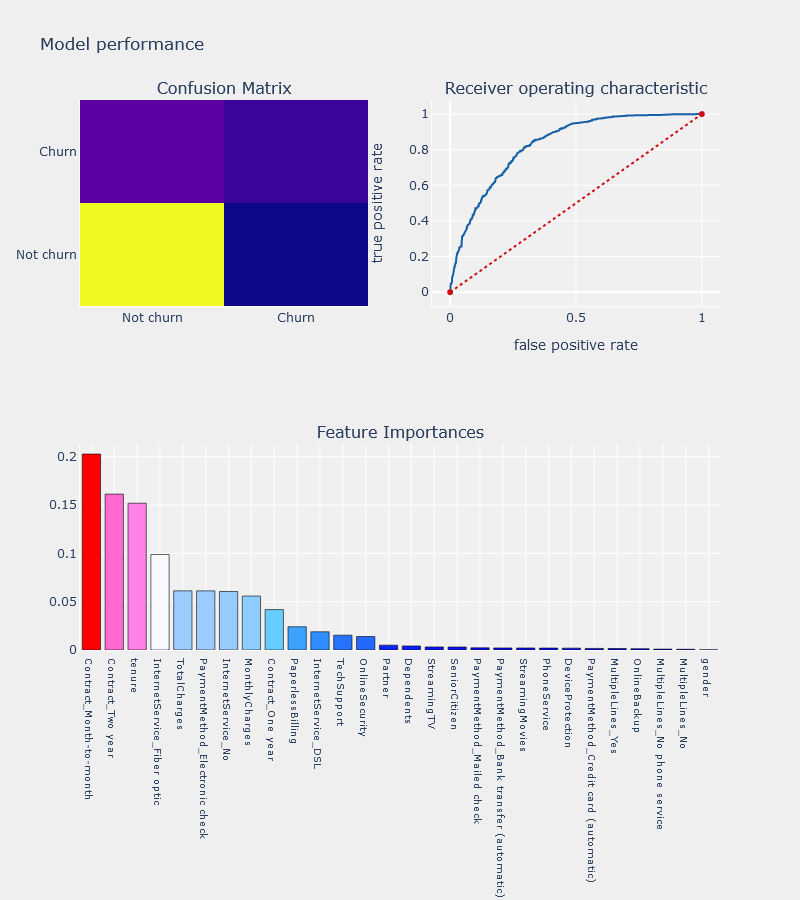 Model performance
Confusion Matrix
Churn
Not churn
Not churn
Churn
Receiver operating characteristic
true positive rate
1
0.8
0.6
0.4
0.2
0
0
0.5
1
false positive rate
Feature Importances
0.2
0.15
0.1
0.05
0
Contract_Month-to-month
Contract_Two year
tenure
InternetService_Fiber optic
TotalCharges
PaymentMethod_Electronic check
InternetService_No
MonthlyCharges
Contract_One year
PaperlessBilling
InternetService_DSL
TechSupport
OnlineSecurity
Partner
Dependents
StreamingTV
SeniorCitizen
PaymentMethod_Mailed check
PaymentMethod_Bank transfer (automatic)
StreamingMovies
PhoneService
DeviceProtection
PaymentMethod_Credit card (automatic)
MultipleLines_Yes
OnlineBackup
MultipleLines_No phone service
MultipleLines_No
gender